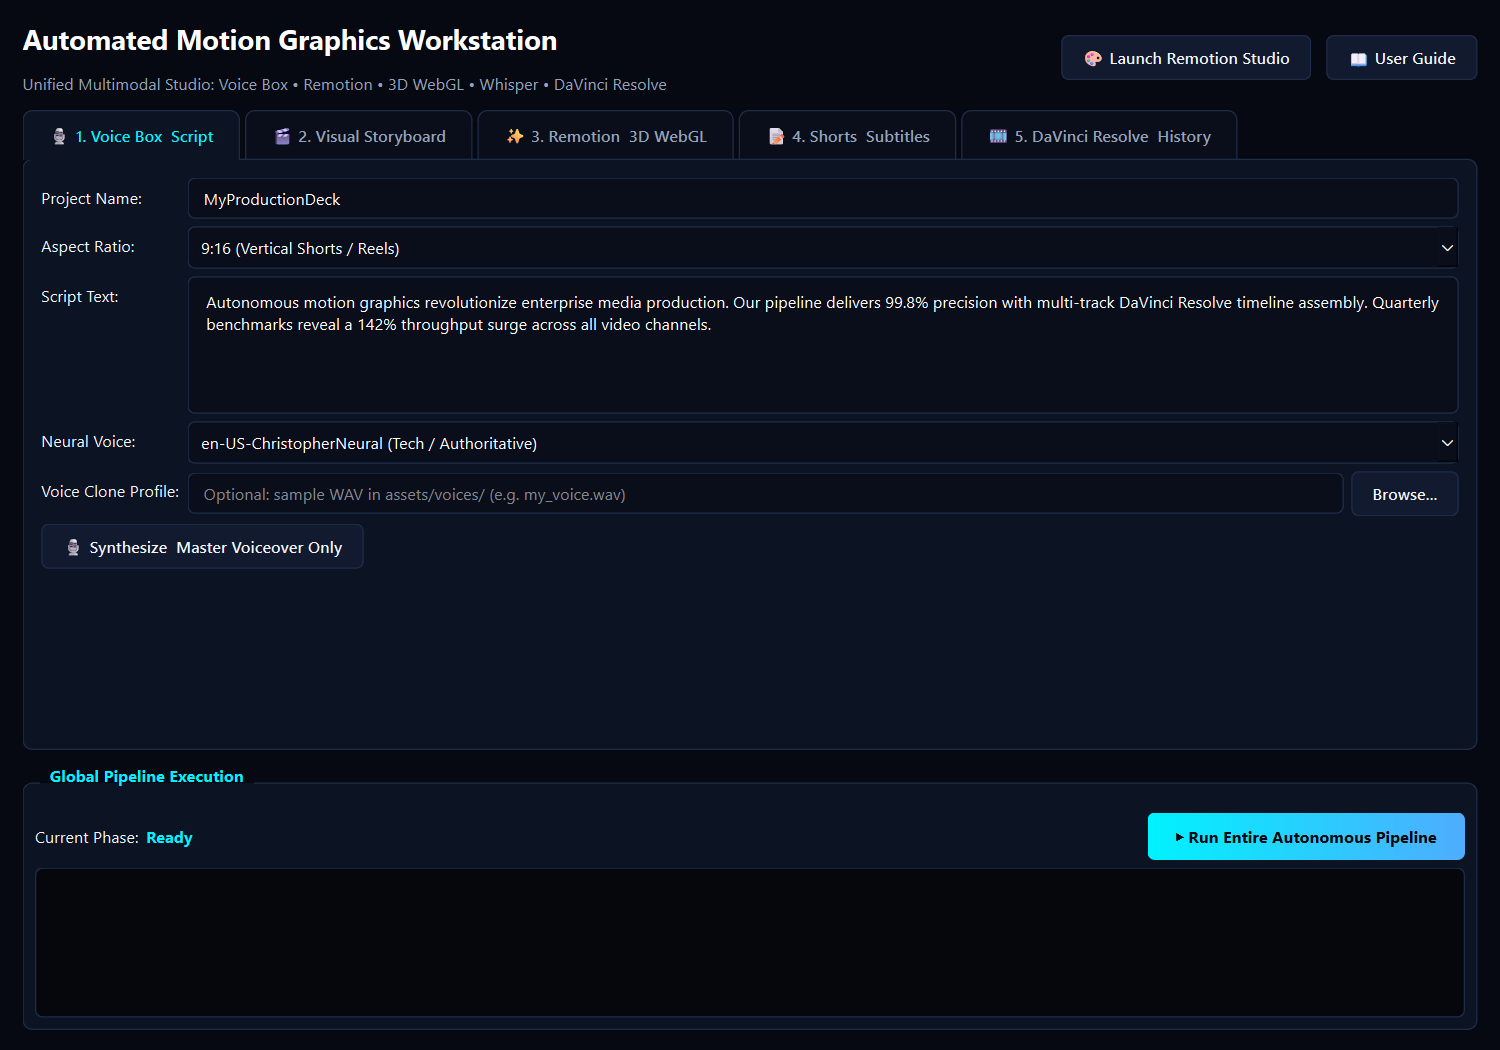 Automated Motion Graphics Workstation
Unified Multimodal Studio: Voice Box • Remotion • 3D WebGL • Whisper • DaVinci Resolve
Launch Remotion Studio
User Guide
1. Voice Box  Script
2. Visual Storyboard
3. Remotion  3D WebGL
4. Shorts  Subtitles
5. DaVinci Resolve  History
Project Name:
MyProductionDeck
Aspect Ratio:
9:16 (Vertical Shorts / Reels)
Script Text:
Autonomous motion graphics revolutionize enterprise media production. Our pipeline delivers 99.8% precision with multi-track DaVinci Resolve timeline assembly. Quarterly
benchmarks reveal a 142% throughput surge across all video channels.
Neural Voice:
en-US-ChristopherNeural (Tech / Authoritative)
Voice Clone Profile:
Optional: sample WAV in assets/voices/ (e.g. my_voice.wav)
Browse...
Synthesize  Master Voiceover Only
Global Pipeline Execution
Current Phase: Ready
Run Entire Autonomous Pipeline